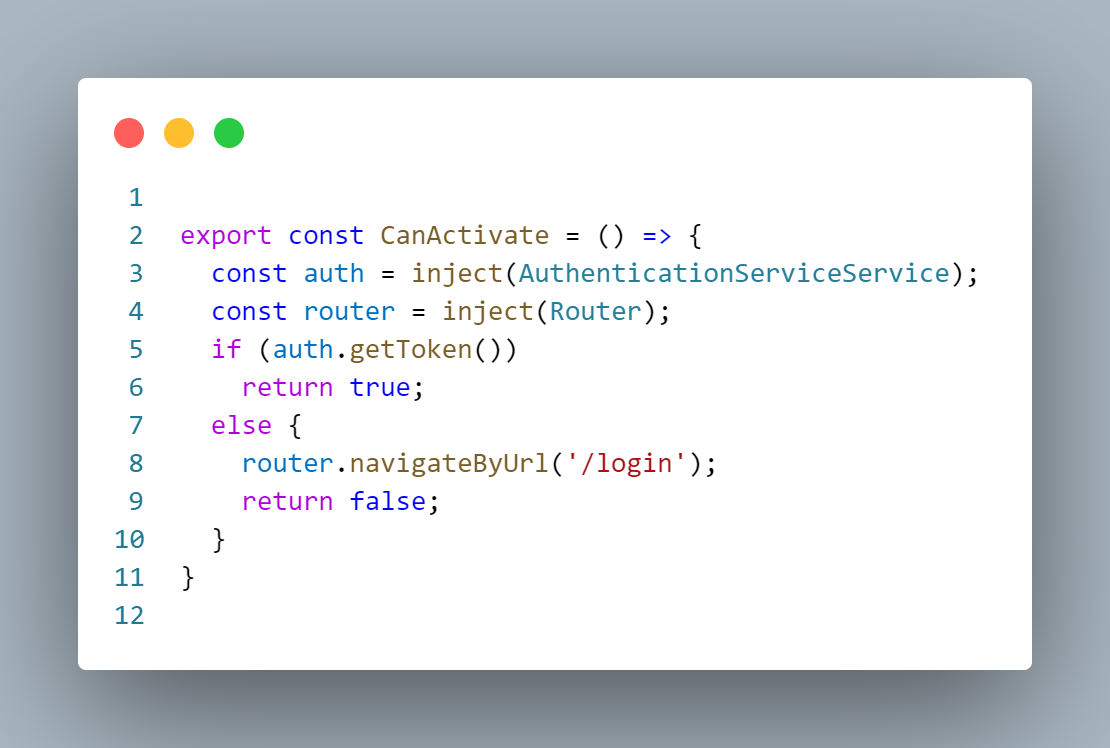 1
2 export const CanActivate = () => {
3   const auth = inject(AuthenticationServiceService);
4   const router = inject(Router);
5   if (auth.getToken())
6     return true;
7   else {
8     router.navigateByUrl('/login');
9     return false;
10   }
11 }
12